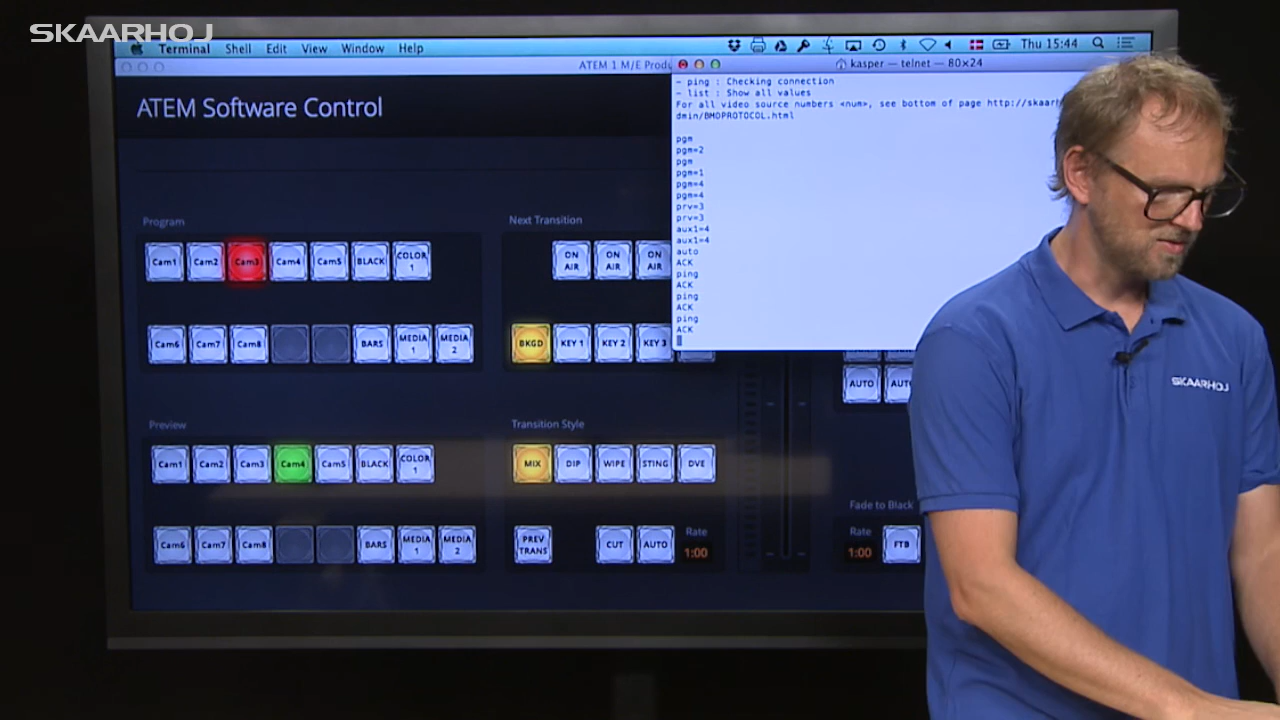 SKAARHOJ
Terminal Shell Edit View Window Help
Thu 15:44
ATEM 1 M/E Produ
kasper — telnet — 80×24
ATEM Software Control
- ping : Checking connection
- list : Show all values
For all video source numbers <num>, see bottom of page http://skaarh
dmin/BMDPROTOCOL.html
pgm
pgm=2
pgm
pgm=1
pgm=4
pgm=4
prv=3
prv=3
aux1=4
aux1=4
auto
ACK
ping
ACK
ping
ACK
ping
ACK
Program
Cam1 Cam2 Cam3 Cam4 Cam5 BLACK COLOR 1
Cam6 Cam7 Cam8 BARS MEDIA 1 MEDIA 2
Next Transition
ON AIR ON AIR ON AIR
BKGD KEY 1 KEY 2 KEY 3
AUTO AUTO
SKAARHOJ
Preview
Cam1 Cam2 Cam3 Cam4 Cam5 BLACK COLOR 1
Cam6 Cam7 Cam8 BARS MEDIA 1 MEDIA 2
Transition Style
MIX DIP WIPE STING DVE
PREV TRANS CUT AUTO Rate 1:00
Fade to Black
Rate 1:00 FTB